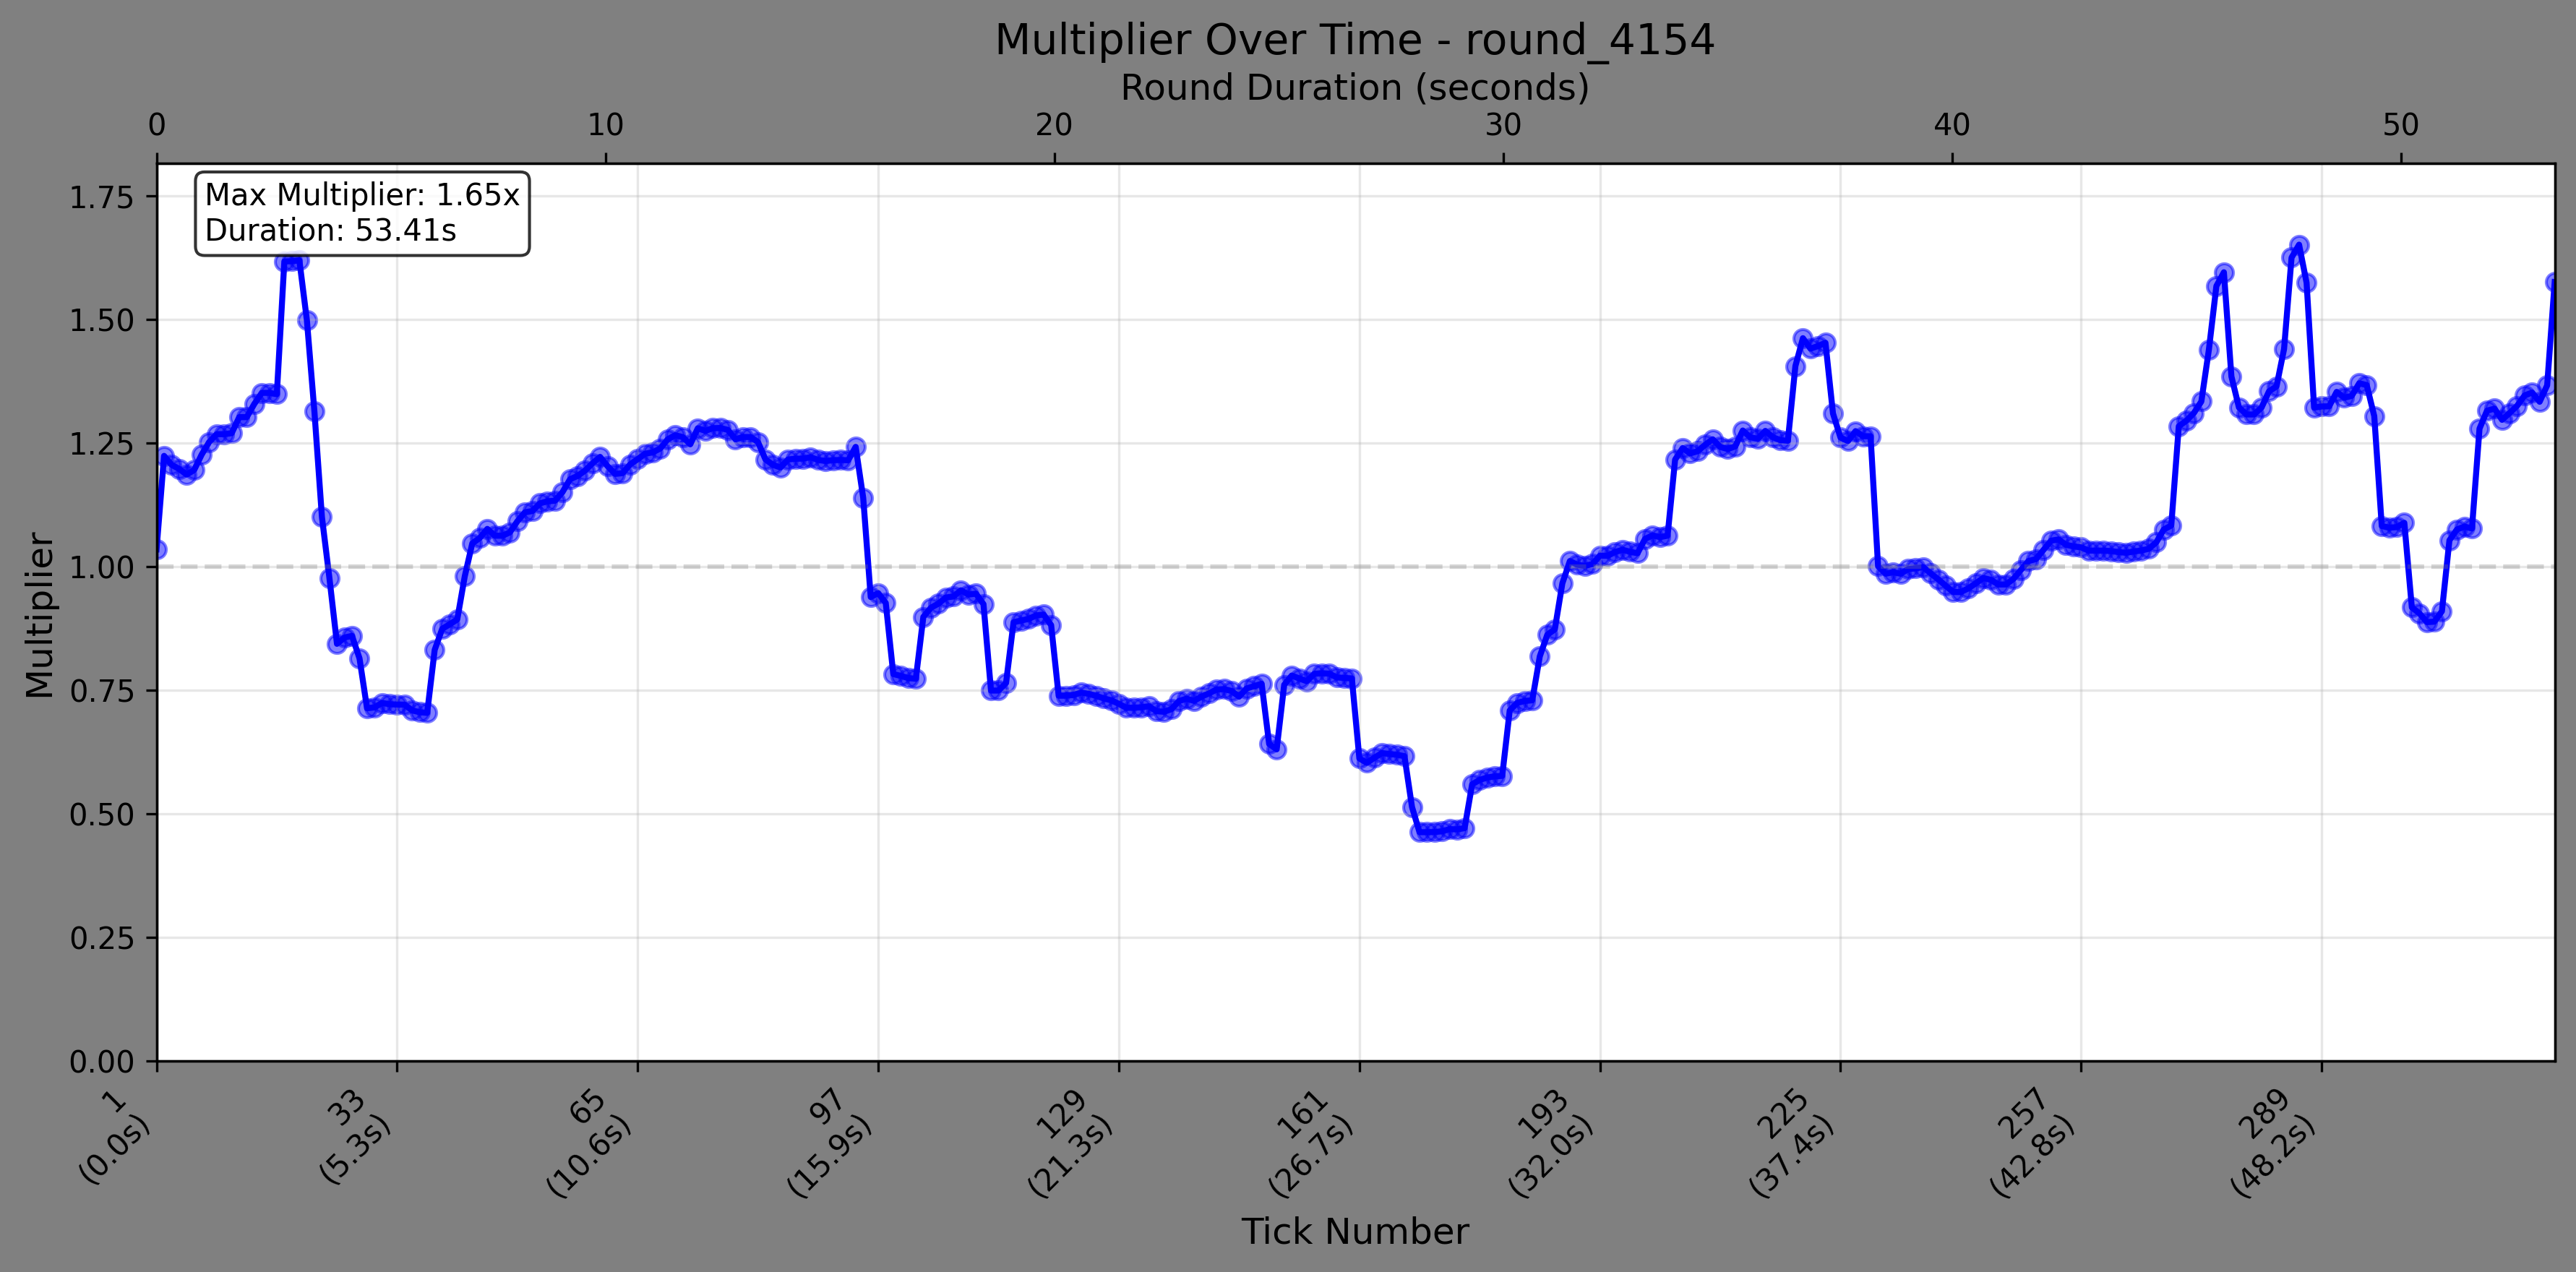 Multiplier Over Time - round_4154
Round Duration (seconds)
0 10 20 30 40 50
Max Multiplier: 1.65x
Duration: 53.41s
1.75
1.50
1.25
1.00
0.75
0.50
0.25
0.00
Multiplier
1
(0.0s)
33
(5.3s)
65
(10.6s)
97
(15.9s)
129
(21.3s)
161
(26.7s)
193
(32.0s)
225
(37.4s)
257
(42.8s)
289
(48.2s)
Tick Number